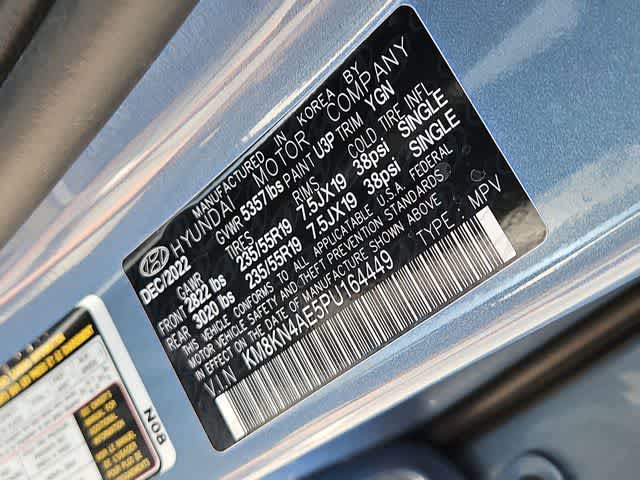 MANUFACTURED IN KOREA BY
HYUNDAI MOTOR COMPANY
DEC/2022 GVWR 5357 lbs PAINT U3P TRIM YGN
GAWR TIRES RIMS COLD TIRE INFL
FRONT 2822 lbs 235/55R19 7.5JX19 38psi SINGLE
REAR 3020 lbs 235/55R19 7.5JX19 38psi SINGLE
THIS VEHICLE CONFORMS TO ALL APPLICABLE U.S.A. FEDERAL
MOTOR VEHICLE SAFETY AND THEFT PREVENTION STANDARDS
IN EFFECT ON THE DATE OF MANUFACTURE SHOWN ABOVE
VIN KM8KN4AE5PU164449 TYPE: MPV
NO8